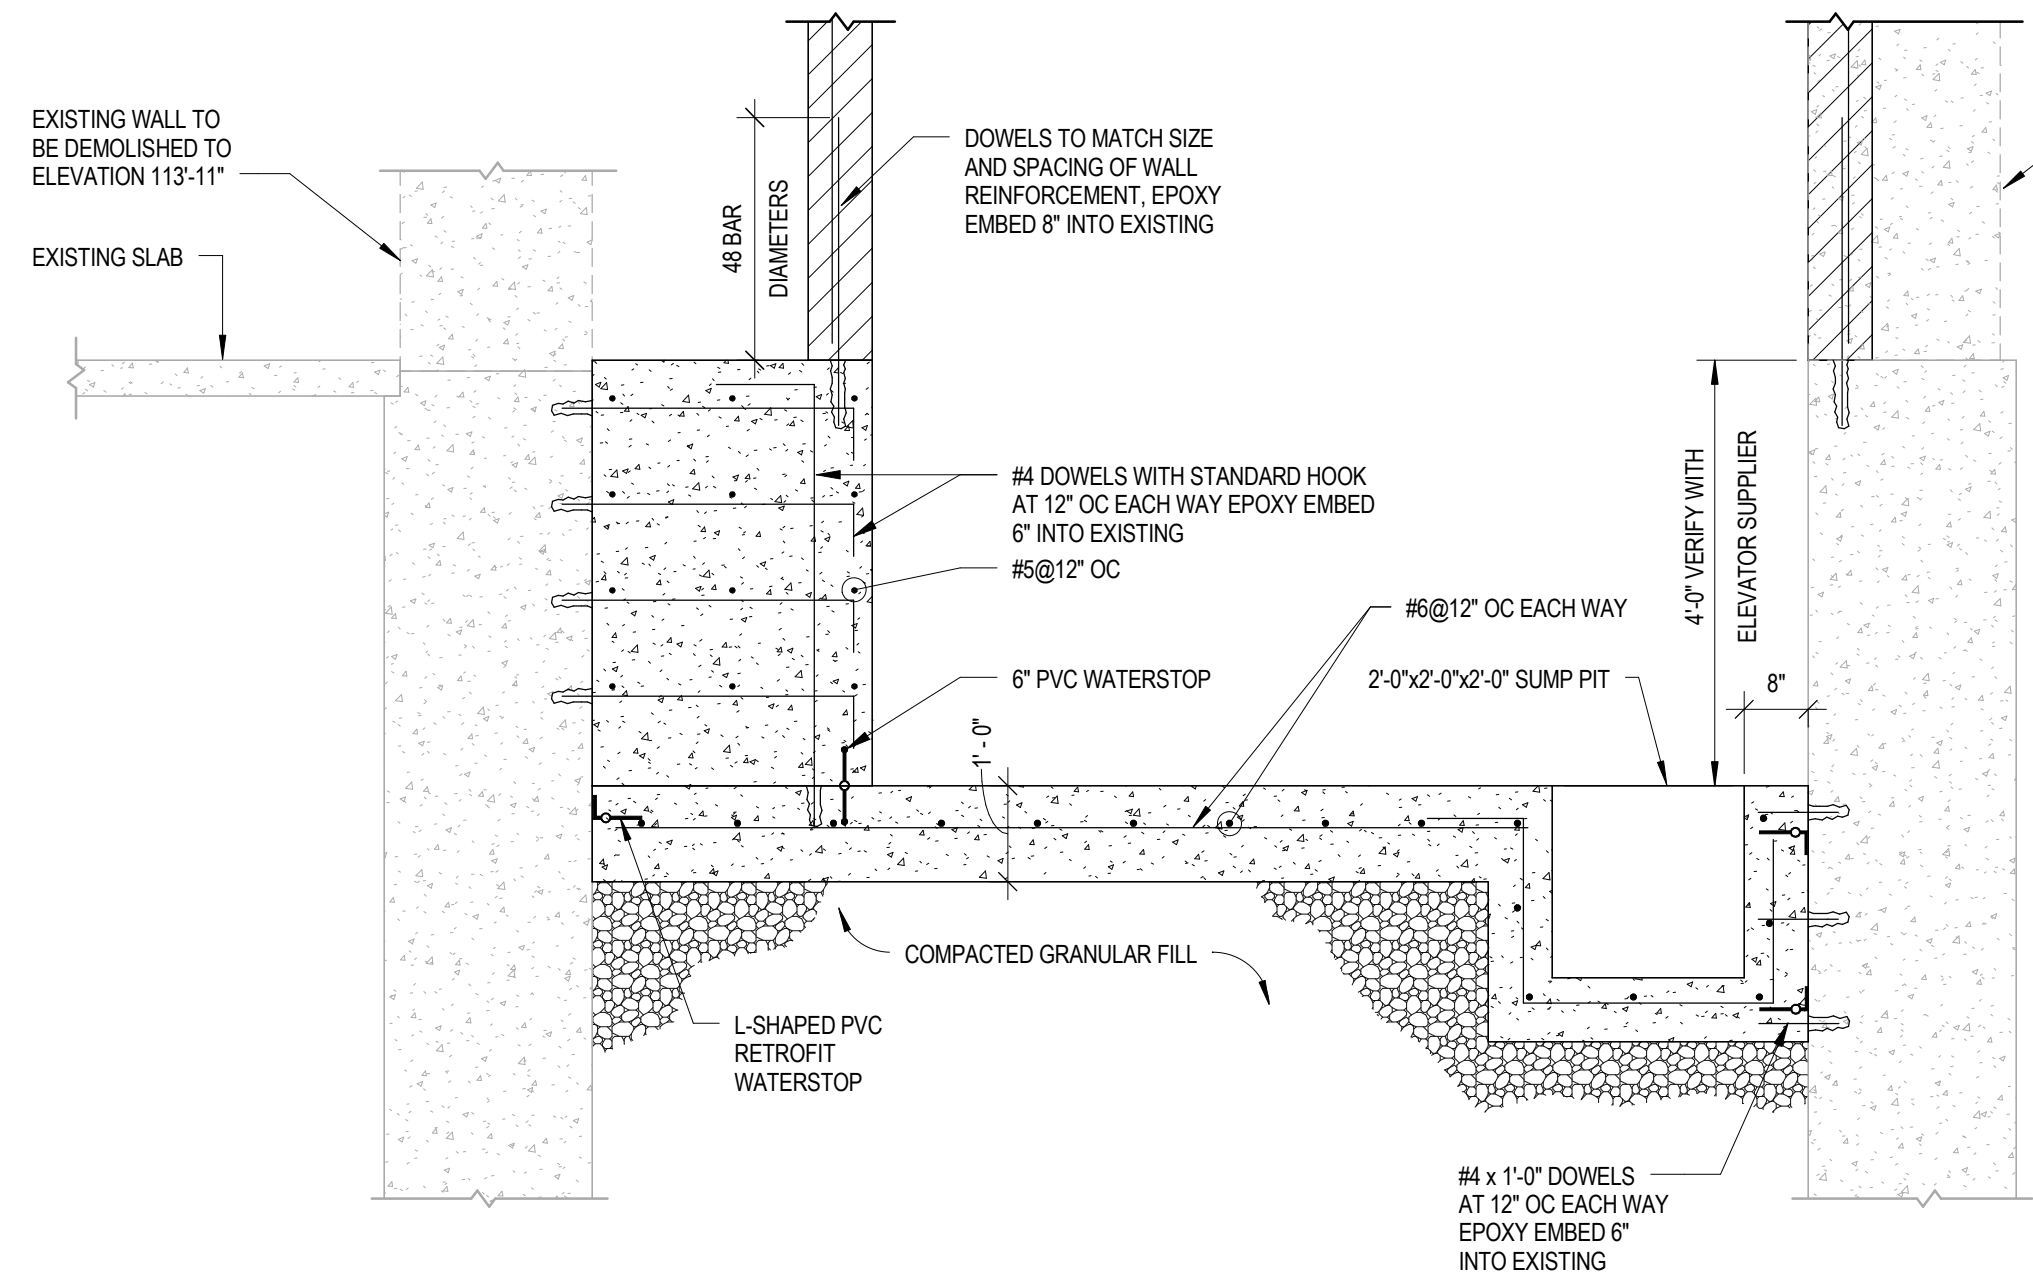 EXISTING WALL TO
BE DEMOLISHED TO
ELEVATION 113'-11"
EXISTING SLAB
48 BAR
DIAMETERS
DOWELS TO MATCH SIZE
AND SPACING OF WALL
REINFORCEMENT, EPOXY
EMBED 8" INTO EXISTING
#4 DOWELS WITH STANDARD HOOK
AT 12" OC EACH WAY EPOXY EMBED
6" INTO EXISTING
#5@12" OC
6" PVC WATERSTOP
1' - 0"
#6@12" OC EACH WAY
2'-0"x2'-0"x2'-0" SUMP PIT
4'-0" VERIFY WITH
ELEVATOR SUPPLIER
8"
COMPACTED GRANULAR FILL
L-SHAPED PVC
RETROFIT
WATERSTOP
#4 x 1'-0" DOWELS
AT 12" OC EACH WAY
EPOXY EMBED 6"
INTO EXISTING